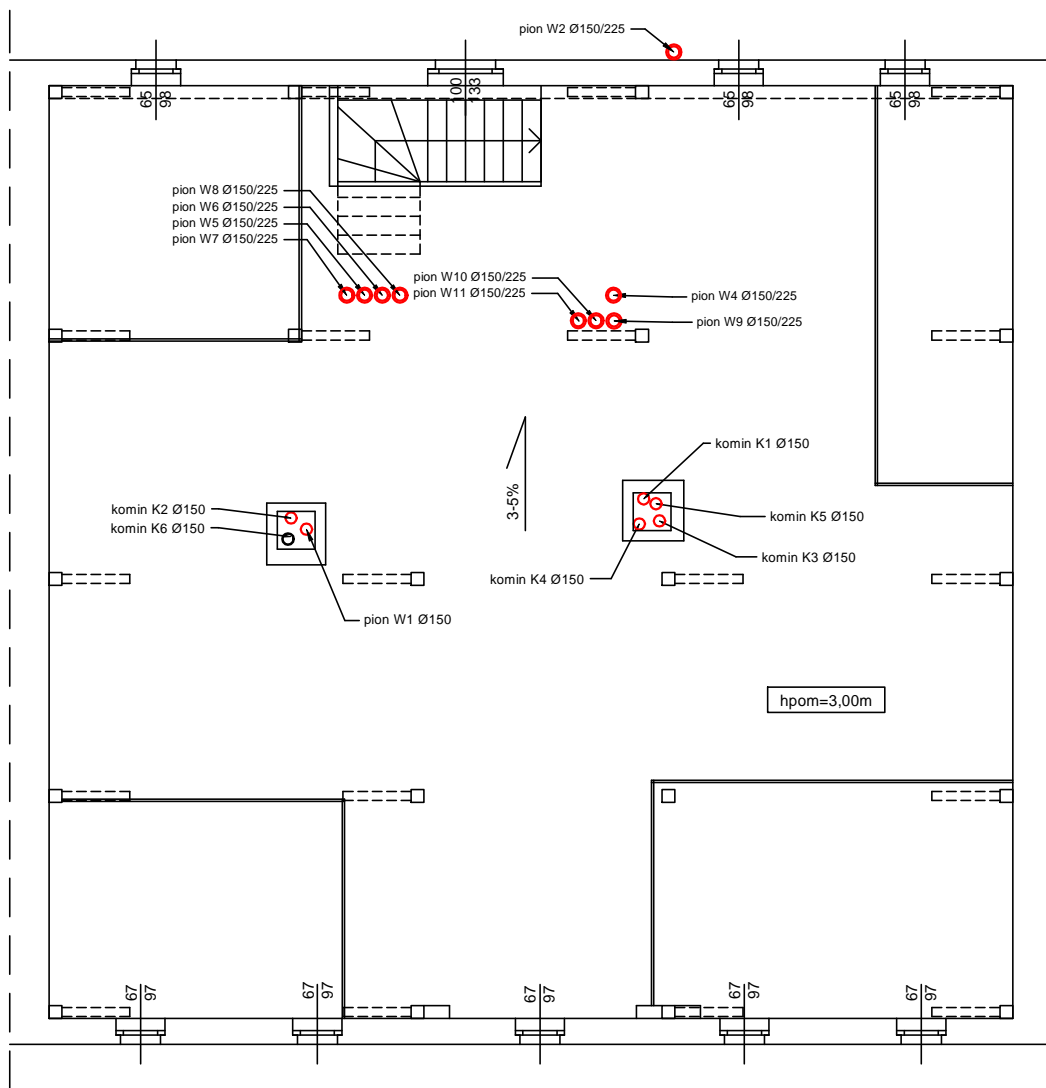 pion W2 Ø150/225
65
98
100
133
65
98
65
98
pion W8 Ø150/225
pion W6 Ø150/225
pion W5 Ø150/225
pion W7 Ø150/225
pion W10 Ø150/225
pion W11 Ø150/225
pion W4 Ø150/225
pion W9 Ø150/225
3-5%
komin K1 Ø150
komin K2 Ø150
komin K6 Ø150
komin K5 Ø150
komin K3 Ø150
komin K4 Ø150
pion W1 Ø150
hpom=3,00m
67
97
67
97
67
97
67
97
67
97